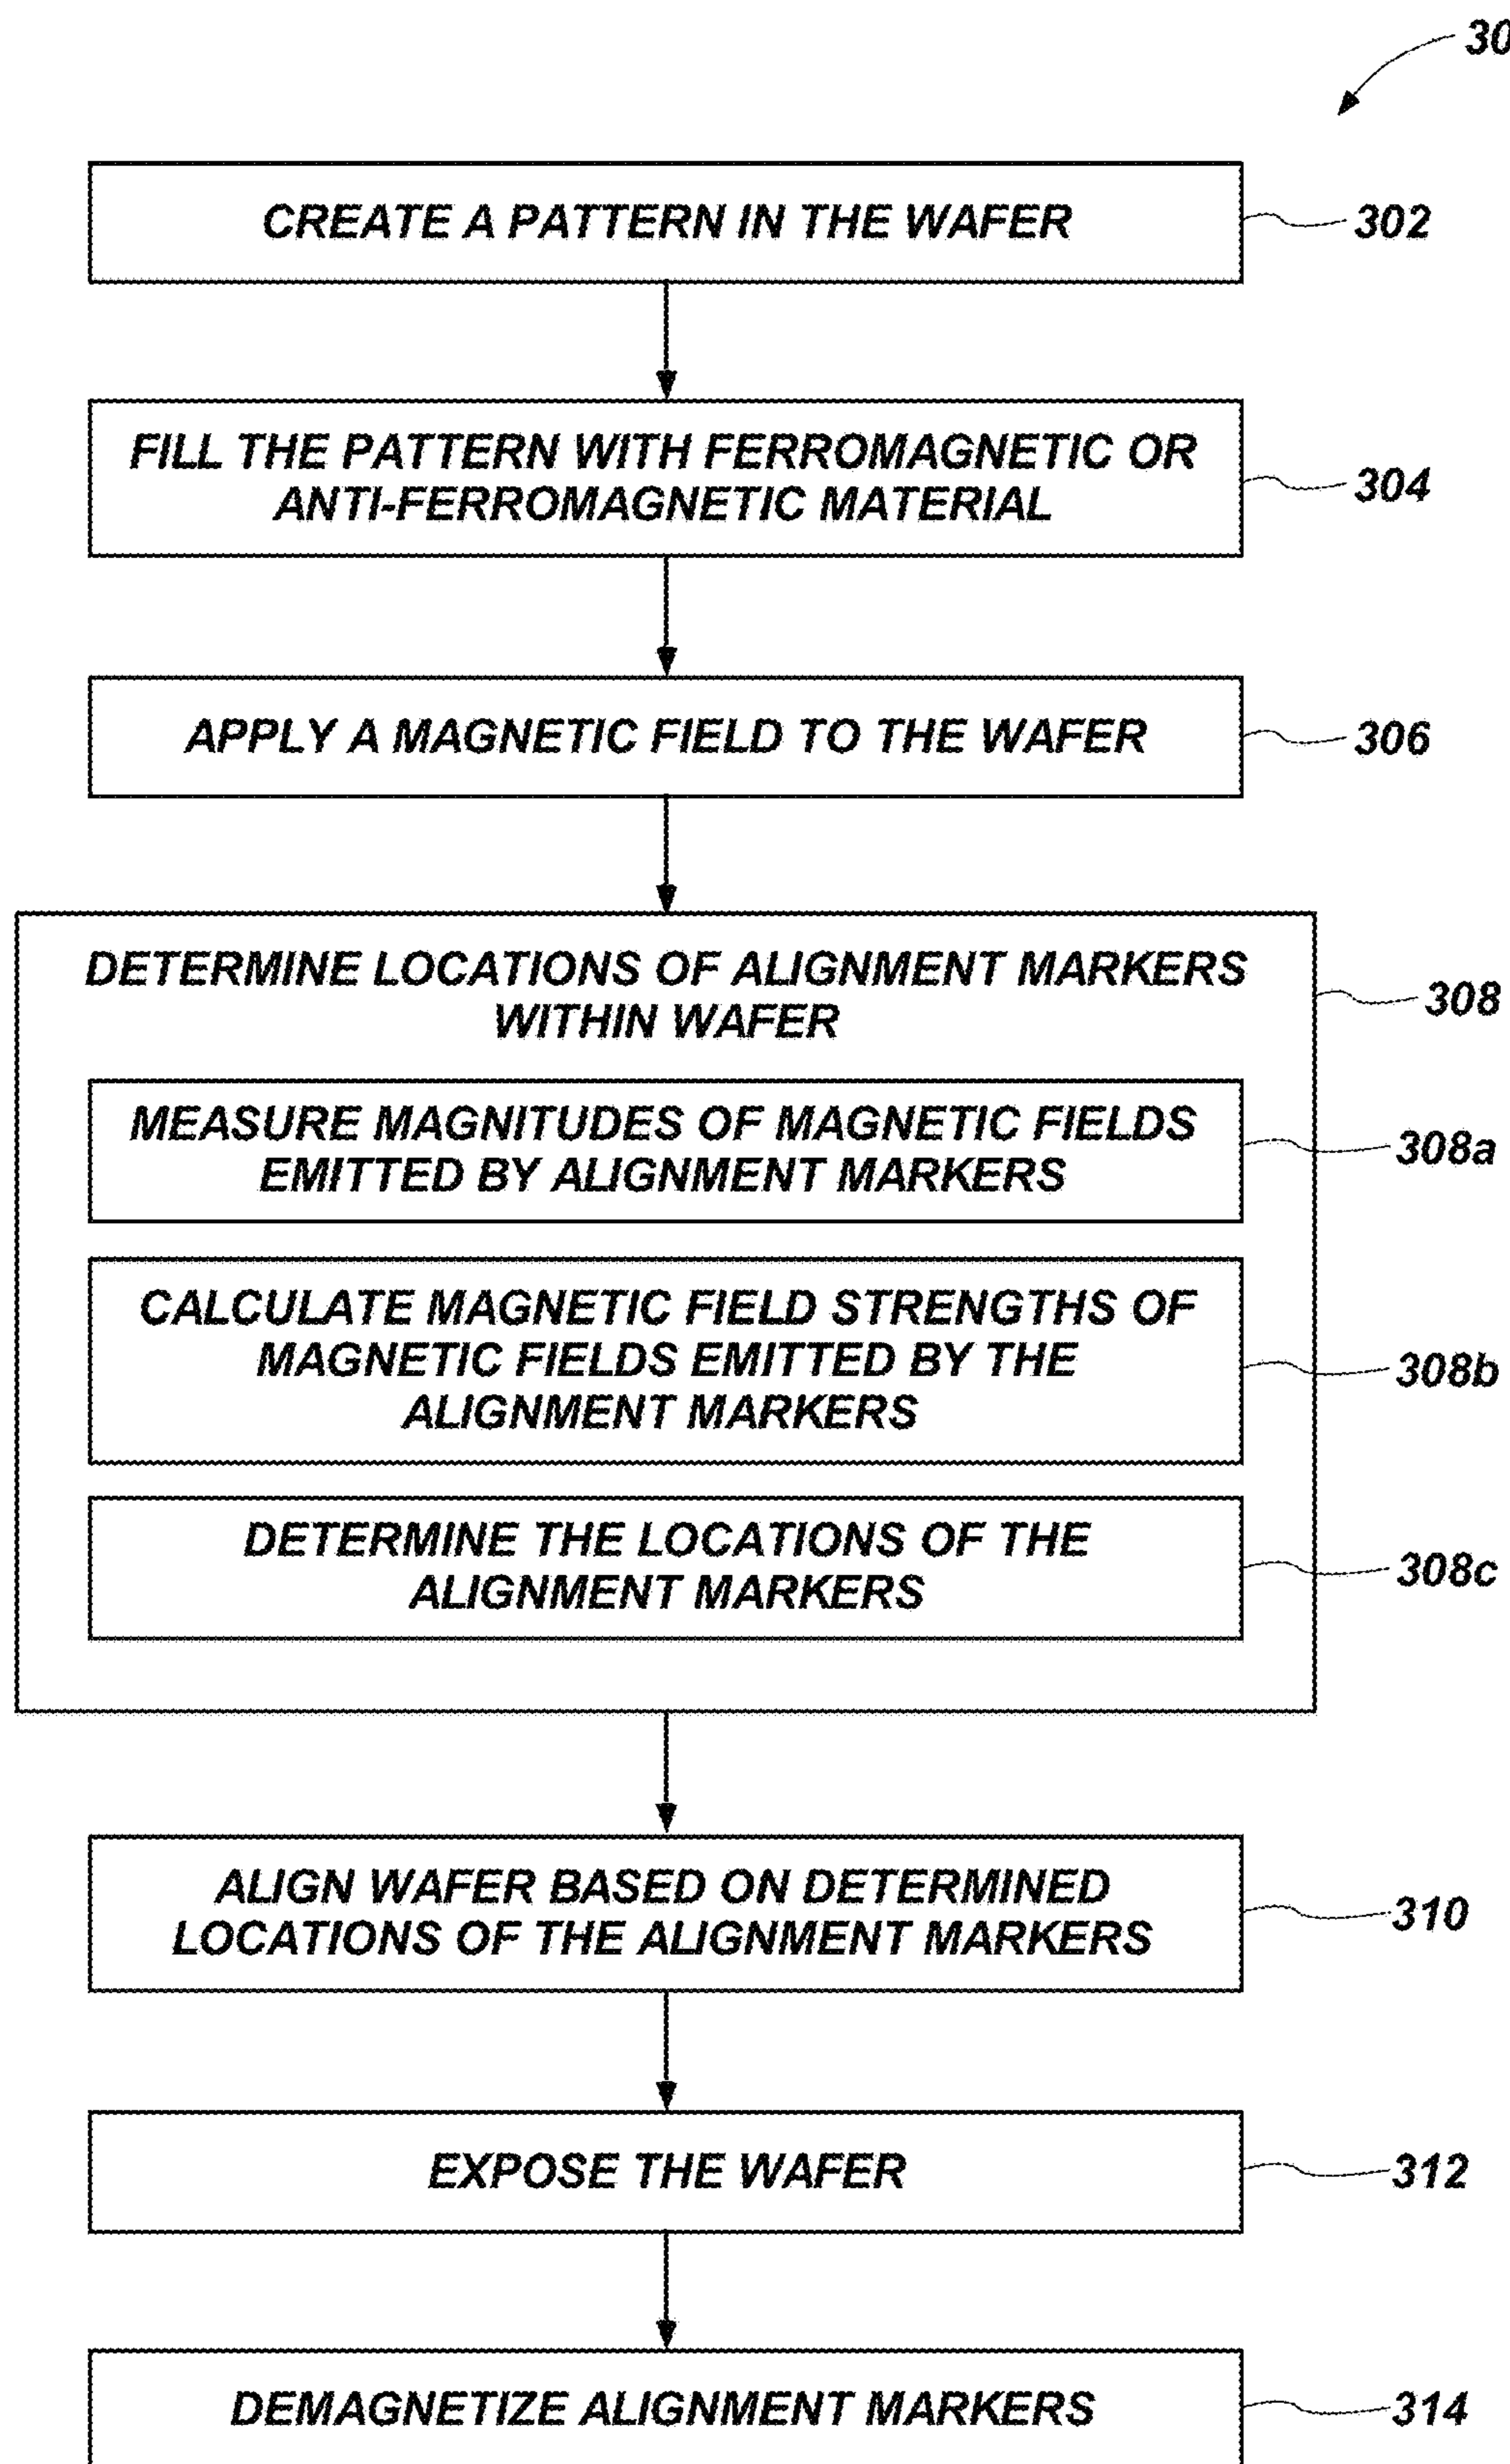 30
CREATE A PATTERN IN THE WAFER
302
FILL THE PATTERN WITH FERROMAGNETIC OR
ANTI-FERROMAGNETIC MATERIAL
304
APPLY A MAGNETIC FIELD TO THE WAFER
306
DETERMINE LOCATIONS OF ALIGNMENT MARKERS
WITHIN WAFER
308
MEASURE MAGNITUDES OF MAGNETIC FIELDS
EMITTED BY ALIGNMENT MARKERS
308a
CALCULATE MAGNETIC FIELD STRENGTHS OF
MAGNETIC FIELDS EMITTED BY THE
ALIGNMENT MARKERS
308b
DETERMINE THE LOCATIONS OF THE
ALIGNMENT MARKERS
308c
ALIGN WAFER BASED ON DETERMINED
LOCATIONS OF THE ALIGNMENT MARKERS
310
EXPOSE THE WAFER
312
DEMAGNETIZE ALIGNMENT MARKERS
314